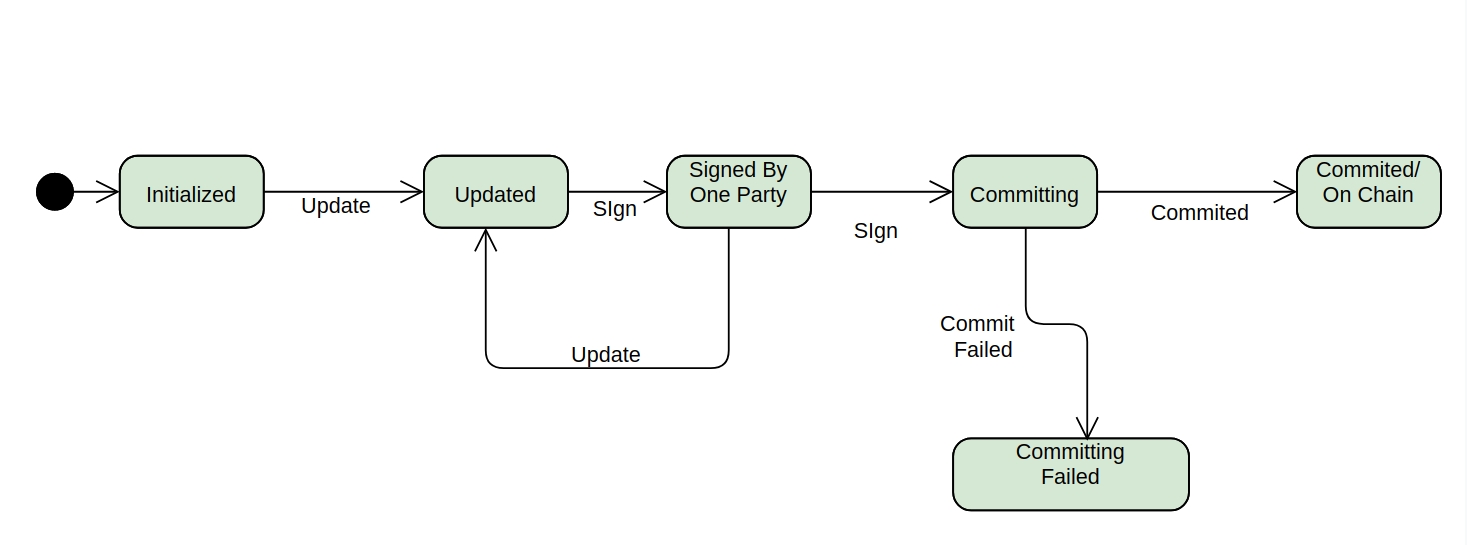 Initialized
Update
Updated
SIgn
Signed By
One Party
SIgn
Committing
Commited
Commited/
On Chain
Update
Commit
Failed
Committing
Failed